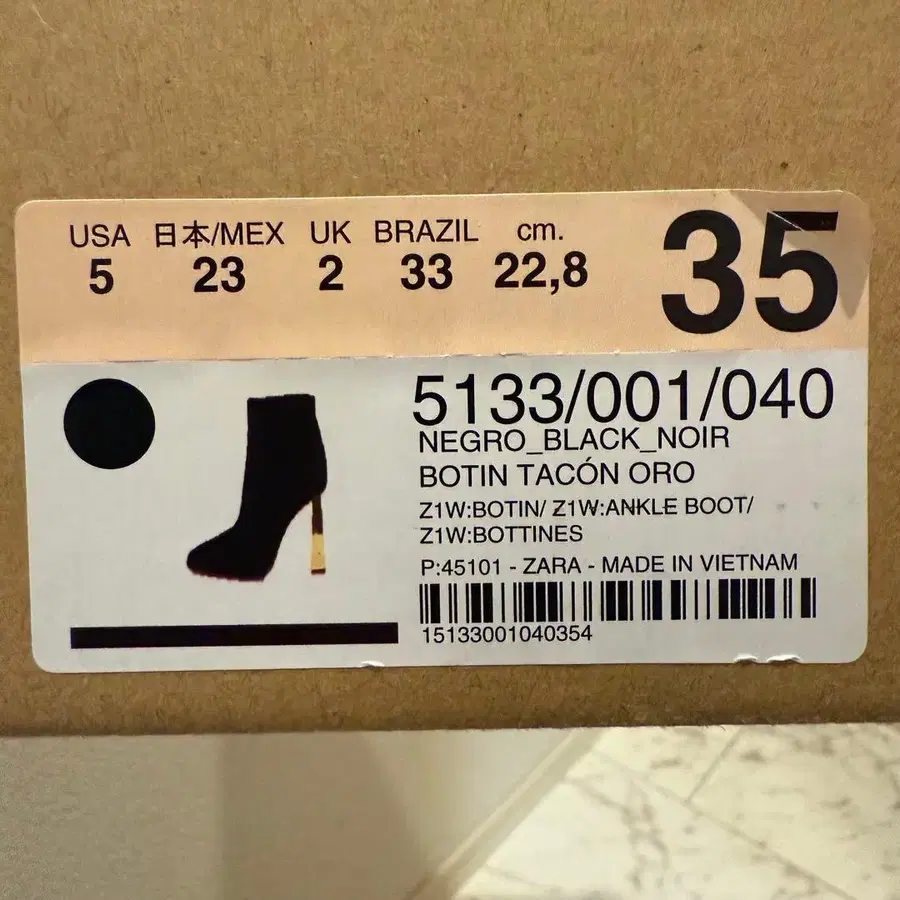 USA 日本/MEX UK BRAZIL cm.
5 23 2 33 22,8
35
5133/001/040
NEGRO_BLACK_NOIR
BOTIN TACÓN ORO
Z1W:BOTIN/ Z1W:ANKLE BOOT/
Z1W:BOTTINES
P:45101 - ZARA - MADE IN VIETNAM
15133001040354